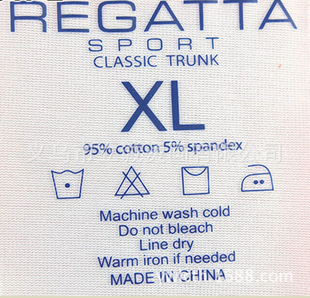 REGATTA
SPORT
CLASSIC TRUNK
XL
95% cotton 5% spandex
Machine wash cold
Do not bleach
Line dry
Warm iron if needed
MADE IN CHINA